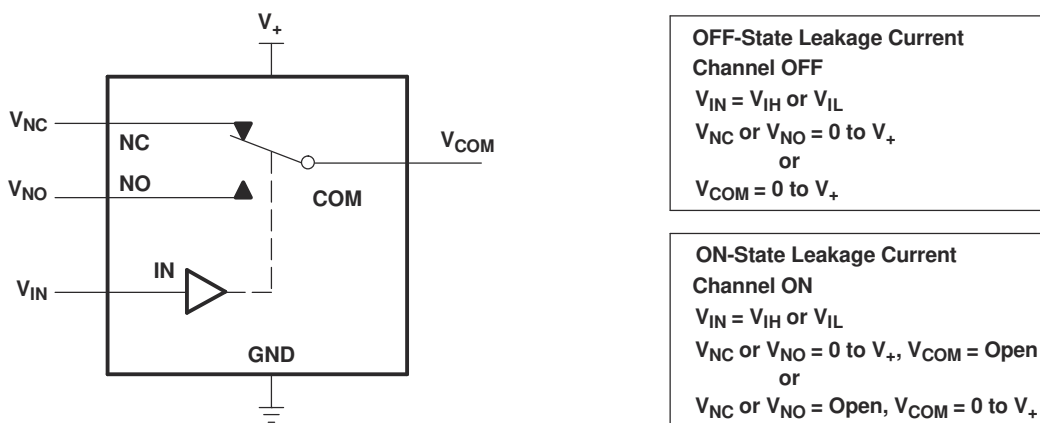 V+
VNC
NC
VCOM
VNO
NO
COM
IN
VIN
GND
OFF-State Leakage Current
Channel OFF
VIN = VIH or VIL
VNC or VNO = 0 to V+
or
VCOM = 0 to V+
ON-State Leakage Current
Channel ON
VIN = VIH or VIL
VNC or VNO = 0 to V+, VCOM = Open
or
VNC or VNO = Open, VCOM = 0 to V+